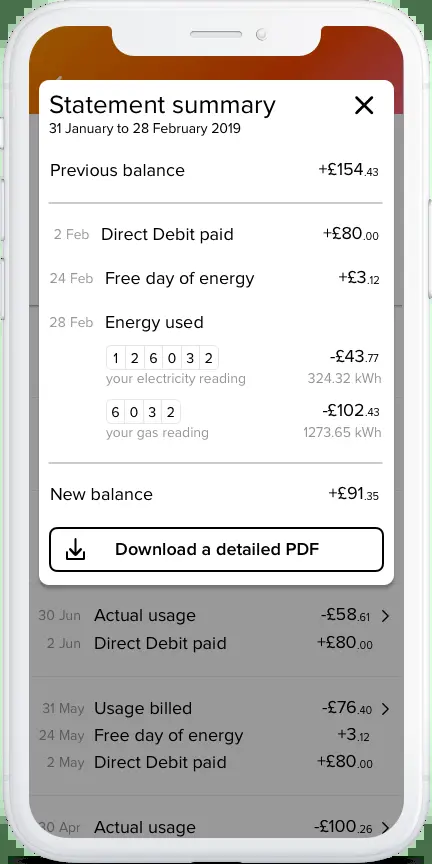 Statement summary
31 January to 28 February 2019
Previous balance +£154.43
2 Feb Direct Debit paid +£80.00
24 Feb Free day of energy +£3.12
28 Feb Energy used
1 2 6 0 3 2 -£43.77
your electricity reading 324.32 kWh
6 0 3 2 -£102.43
your gas reading 1273.65 kWh
New balance +£91.35
Download a detailed PDF
30 Jun Actual usage -£58.61
2 Jun Direct Debit paid +£80.00
31 May Usage billed -£76.40
24 May Free day of energy +3.12
2 May Direct Debit paid +£80.00
30 Apr Actual usage -£100.26